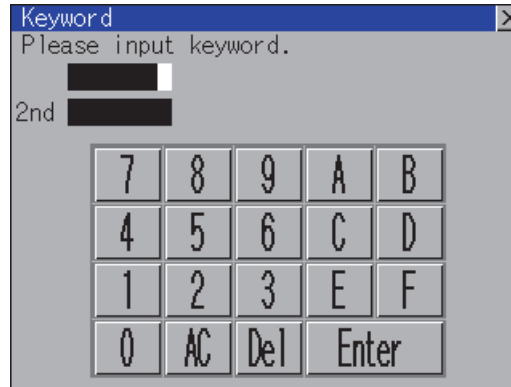 Keyword X
Please input keyword.
2nd
7 8 9 A B
4 5 6 C D
1 2 3 E F
0 AC Del Enter